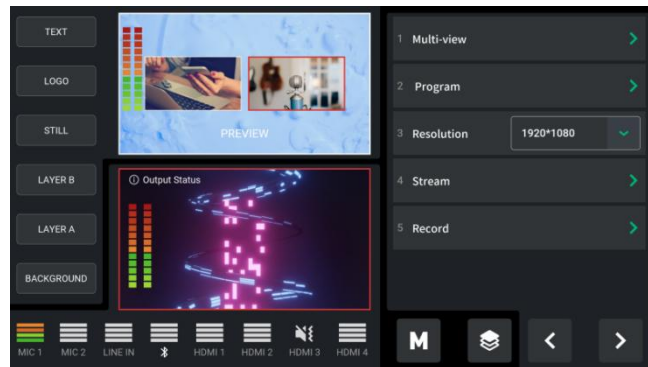 TEXT
LOGO
STILL
LAYER B
LAYER A
BACKGROUND
PREVIEW
Output Status
MIC 1 MIC 2 LINE IN HDMI 1 HDMI 2 HDMI 3 HDMI 4
1 Multi-view
2 Program
3 Resolution 1920*1080
4 Stream
5 Record
M